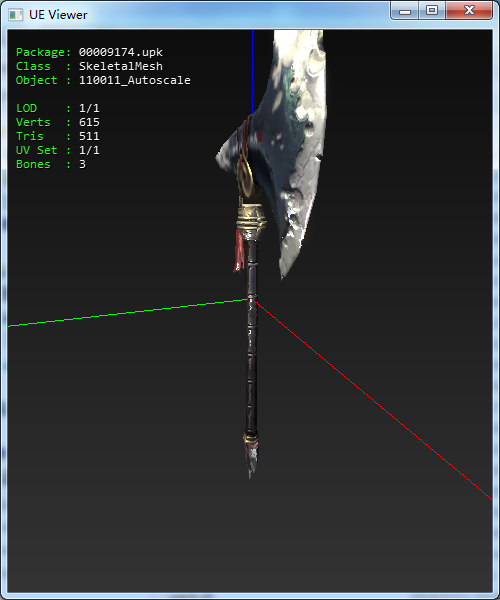 UE Viewer
Package: 00009174.upk
Class  : SkeletalMesh
Object : 110011_Autoscale
LOD    : 1/1
Verts  : 615
Tris   : 511
UV Set : 1/1
Bones  : 3